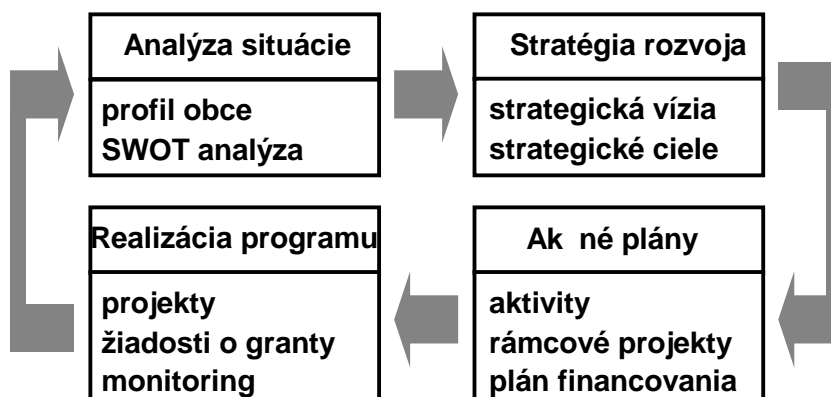 Analýza situácie
profil obce
SWOT analýza
Stratégia rozvoja
strategická vízia
strategické ciele
Realizácia programu
projekty
žiadosti o granty
monitoring
Ak né plány
aktivity
rámcové projekty
plán financovania